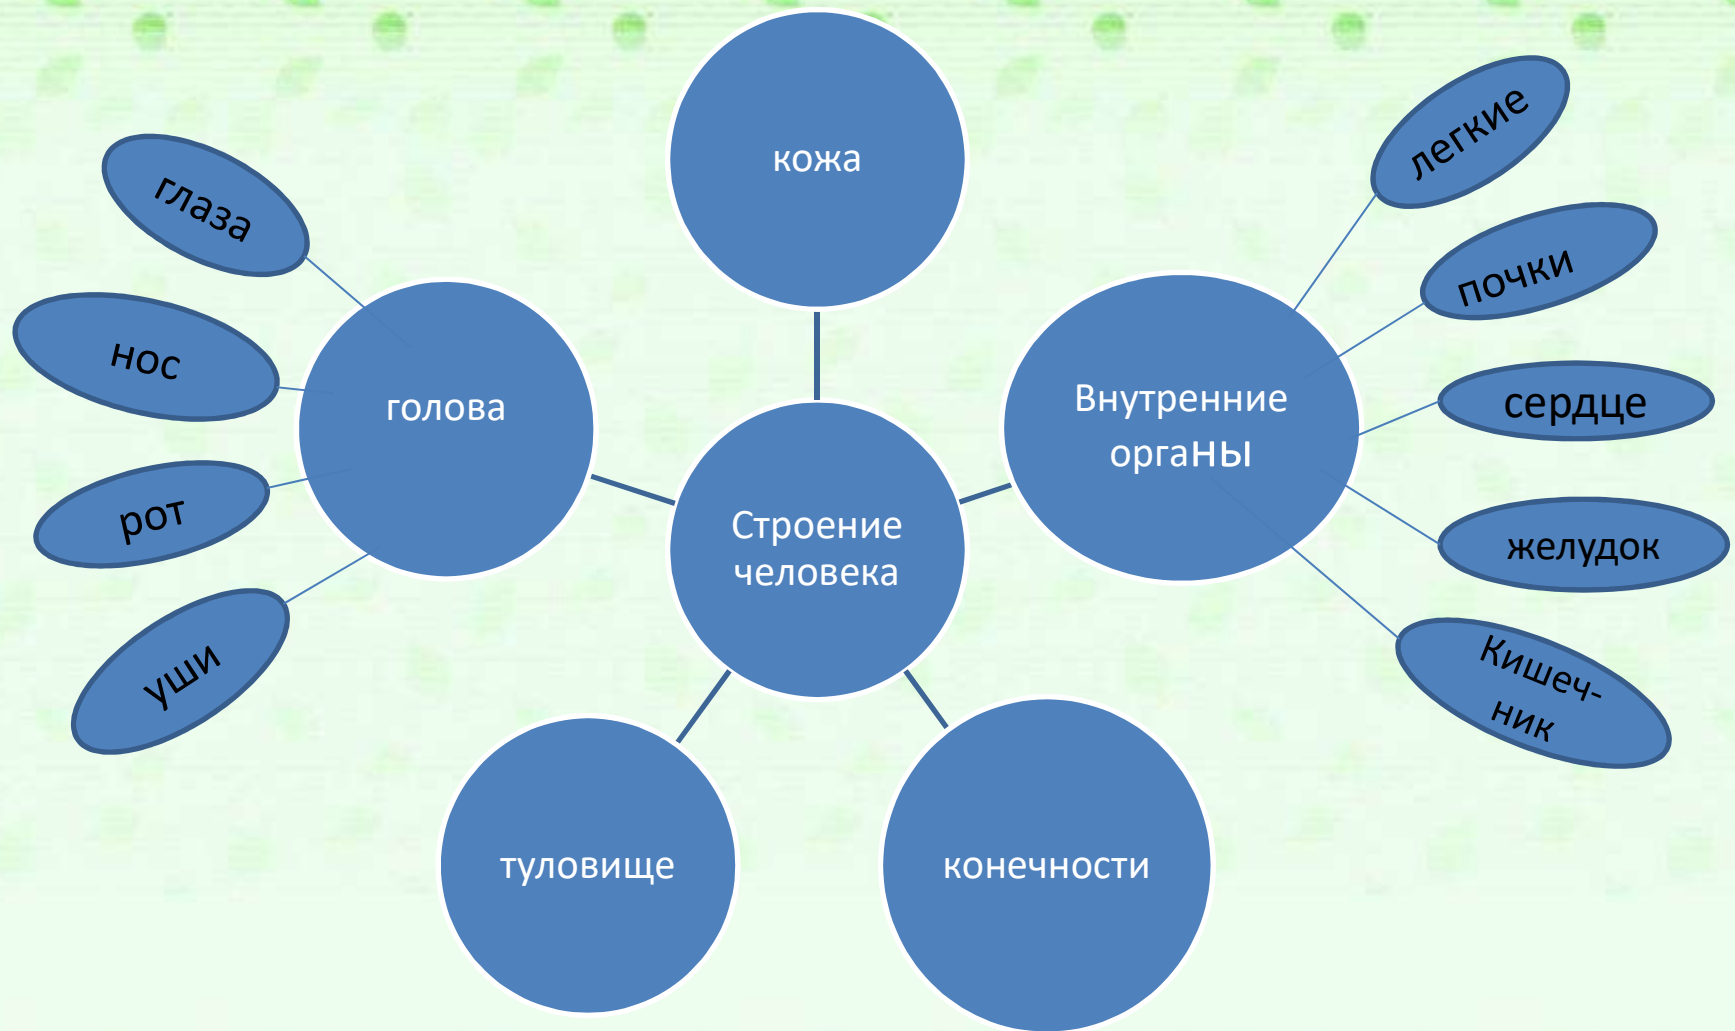 кожа
глаза
нос
рот
уши
голова
Строение
человека
Внутренние
органы
легкие
почки
сердце
желудок
Кишеч-
ник
туловище
конечности